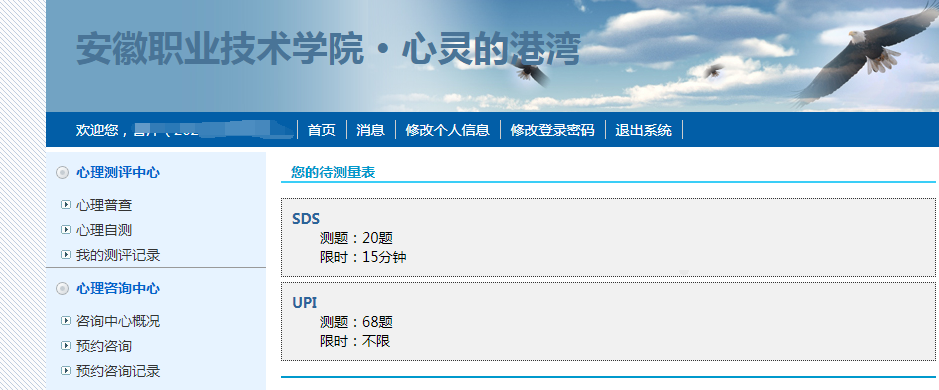 安徽职业技术学院·心灵的港湾
欢迎您， 首页 消息 修改个人信息 修改登录密码 退出系统
心理测评中心
心理普查
心理自测
我的测评记录
心理咨询中心
咨询中心概况
预约咨询
预约咨询记录
您的待测量表
SDS
测题：20题
限时：15分钟
UPI
测题：68题
限时：不限